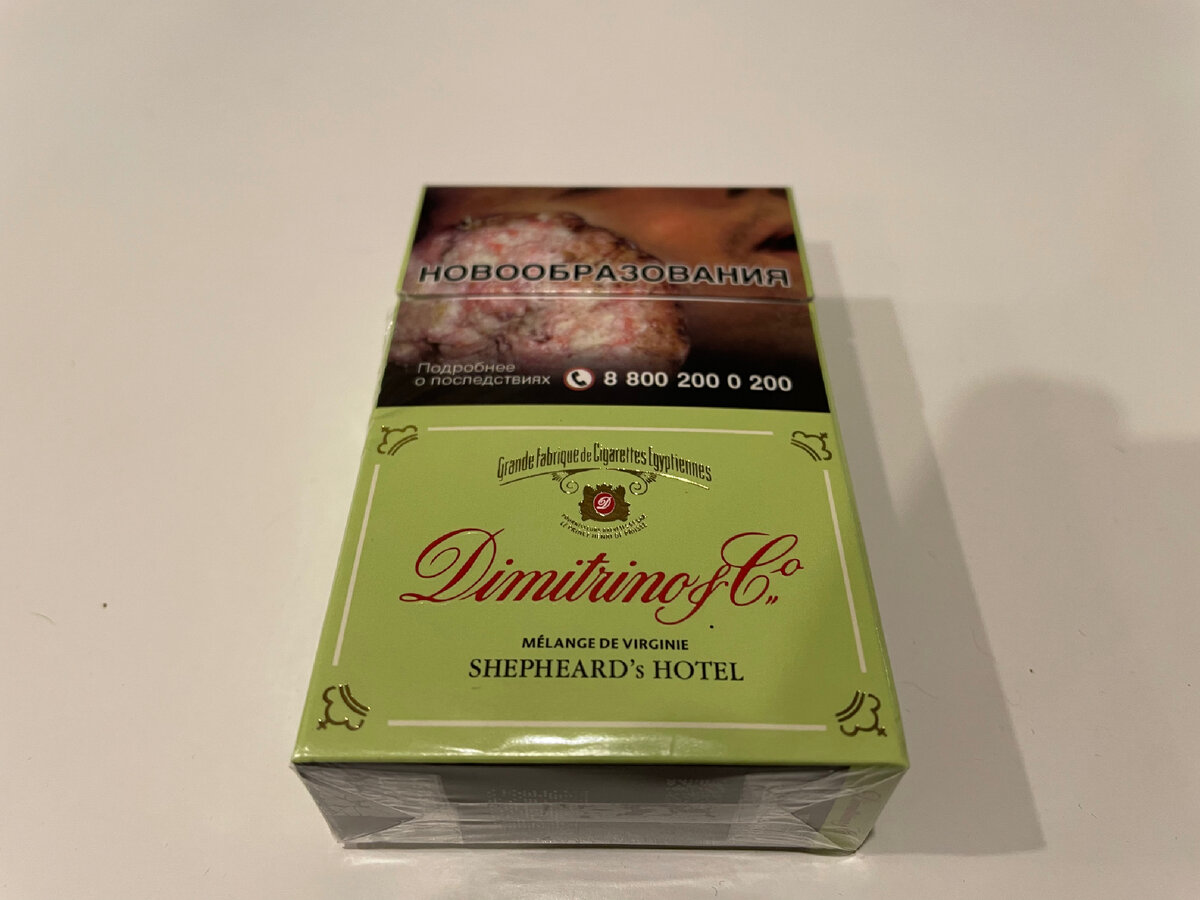 НОВООБРАЗОВАНИЯ
Подробнее
о последствиях 8 800 200 0 200
Grande Fabrique de Cigarettes Egyptiennes
D
Dimitrino & Co
MÉLANGE DE VIRGINIE
SHEPHEARD's HOTEL